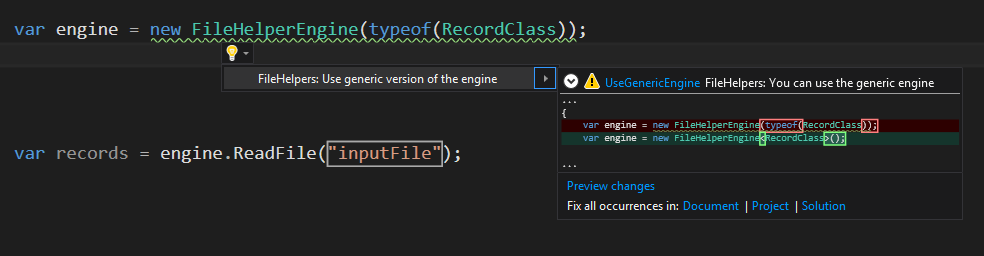 var engine = new FileHelperEngine(typeof(RecordClass));
FileHelpers: Use generic version of the engine
UseGenericEngine FileHelpers: You can use the generic engine
...
{
var engine = new FileHelperEngine(typeof(RecordClass));
var engine = new FileHelperEngine<RecordClass>();
...
var records = engine.ReadFile("inputFile");
Preview changes
Fix all occurrences in: Document | Project | Solution